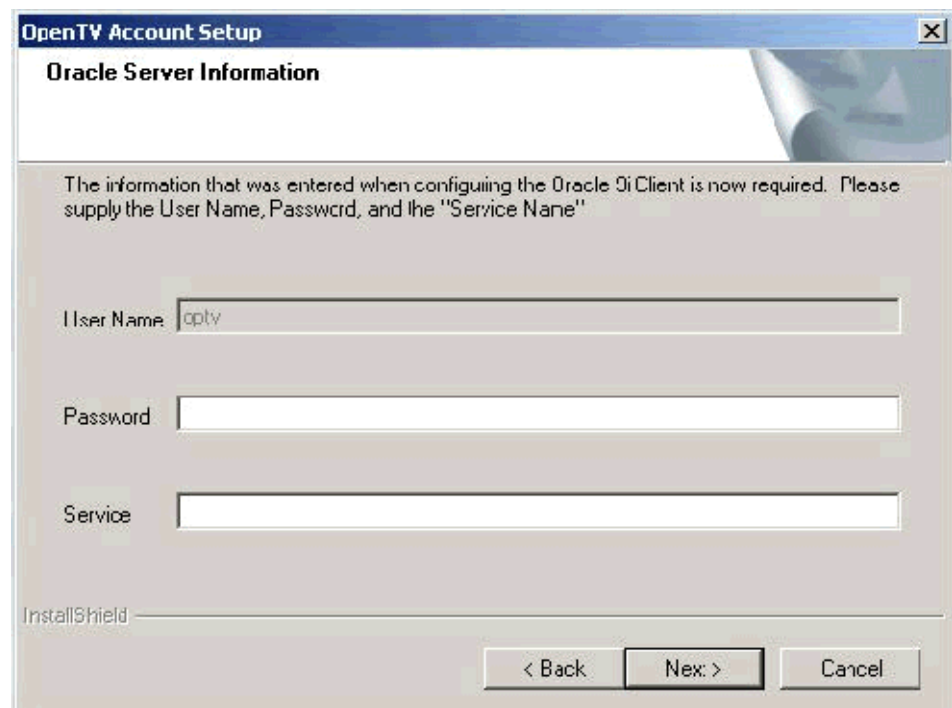 OpenTV Account Setup
Oracle Server Information
The information that was entered when configuring the Oracle 9i Client is now required. Please
supply the User Name, Password, and the "Service Name"
User Name optv
Password
Service
InstallShield
< Back Next > Cancel